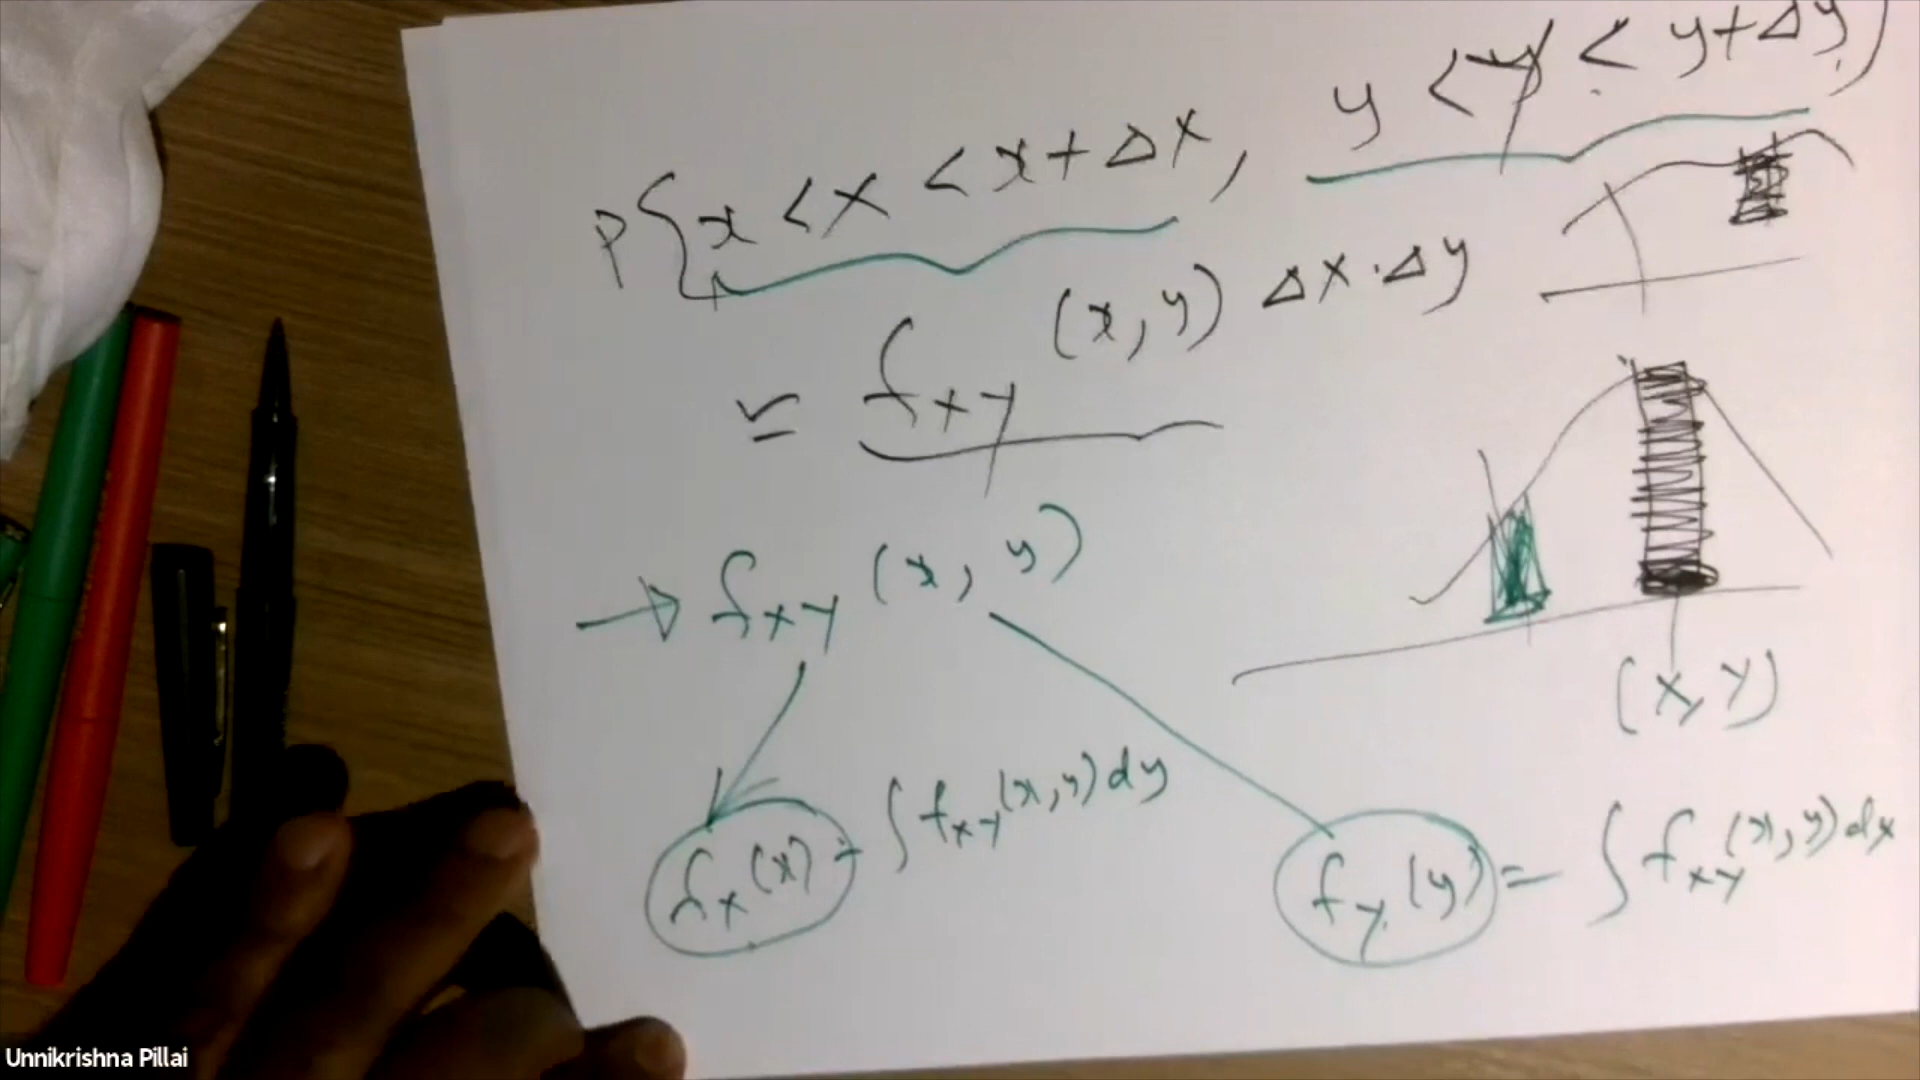 P{x < X < x+Δx, y < Y < y+Δy)
≃ fxy (x, y) Δx·Δy
→ fxy (x, y)
(x, y)
fx(x) = ∫ fxy(x, y) dy
fy(y) = ∫ fxy(x, y) dx
Unnikrishna Pillai